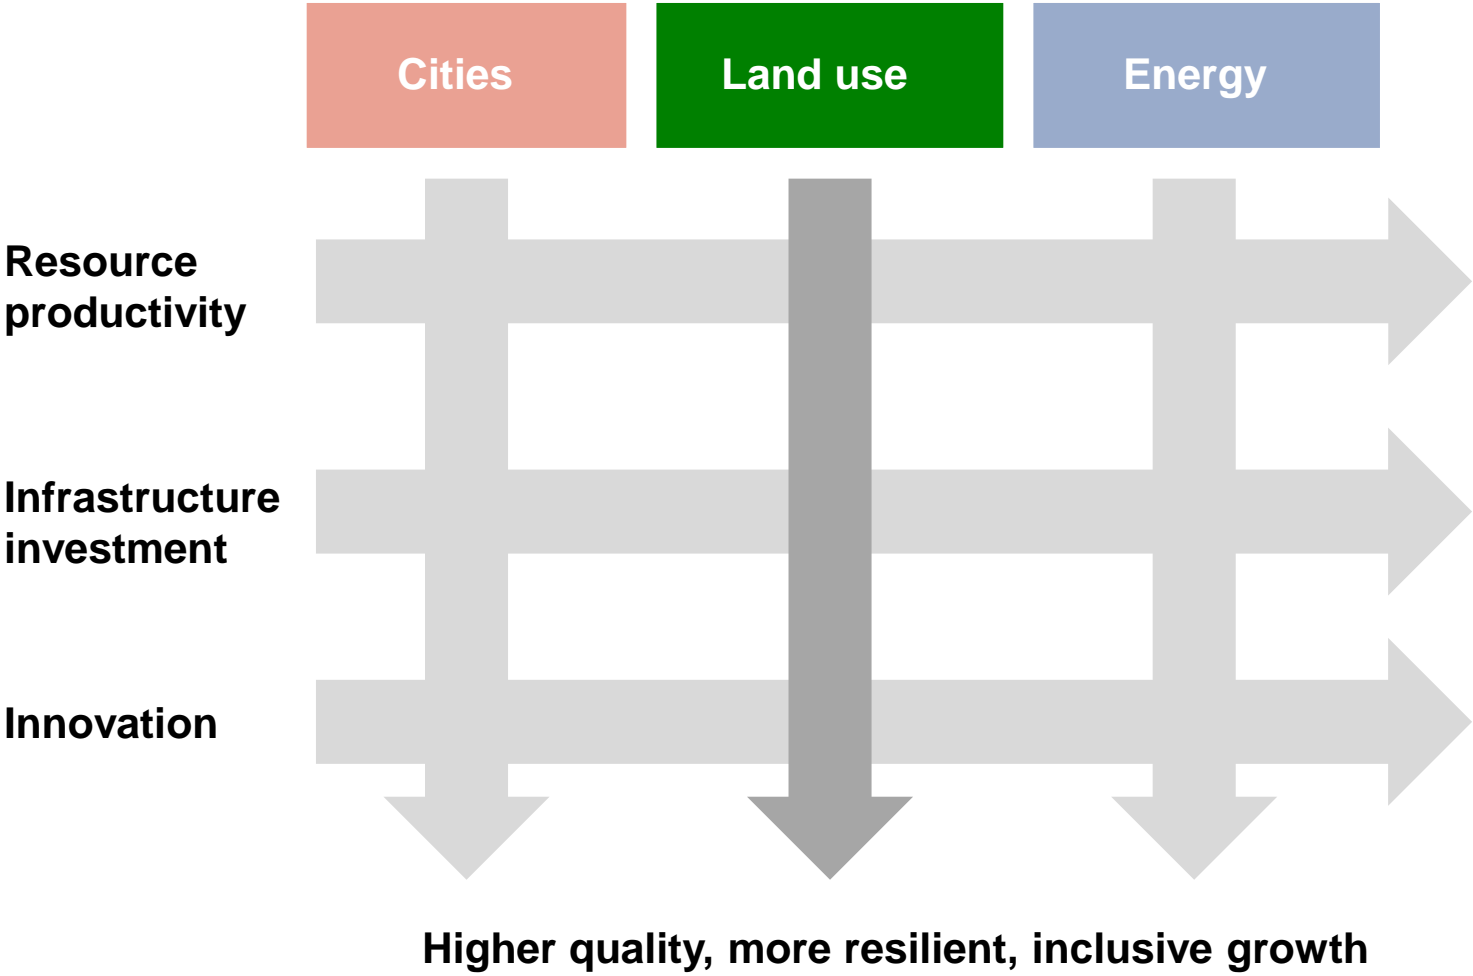 Cities
Land use
Energy
Resource
productivity
Infrastructure
investment
Innovation
Higher quality, more resilient, inclusive growth